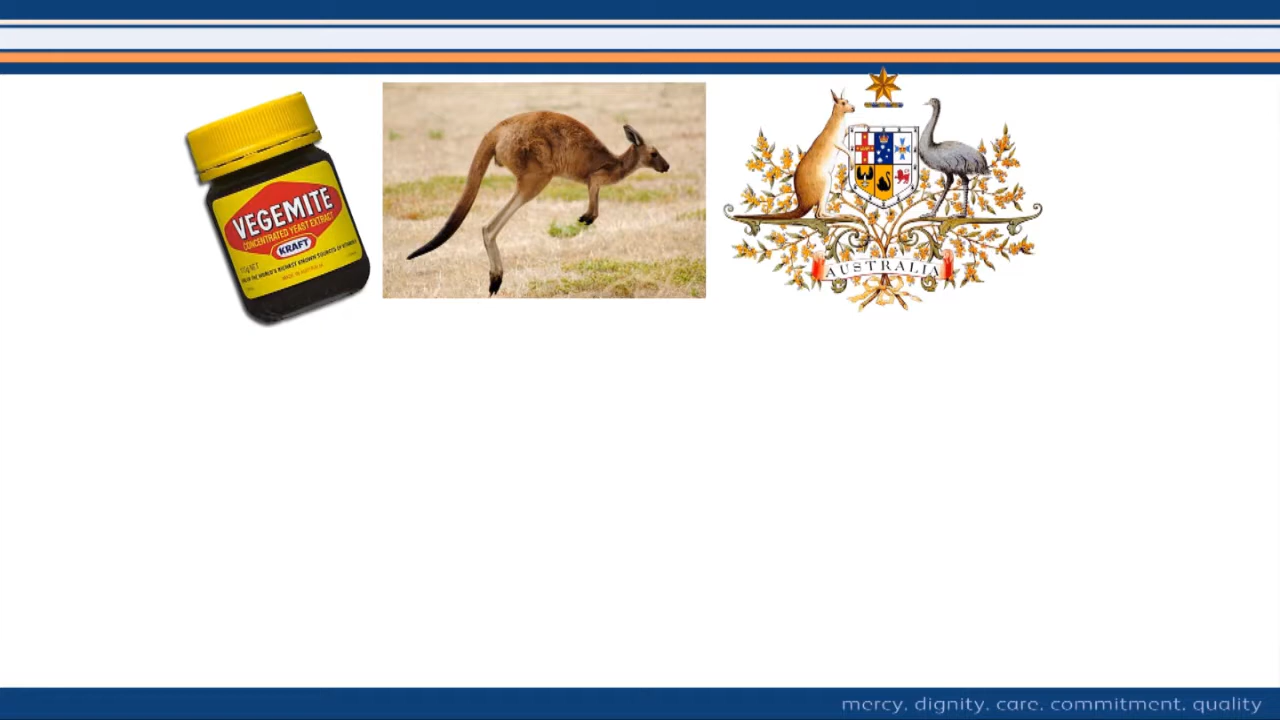 VEGEMITE
CONCENTRATED YEAST EXTRACT
KRAFT
AUSTRALIA
mercy. dignity. care. commitment. quality